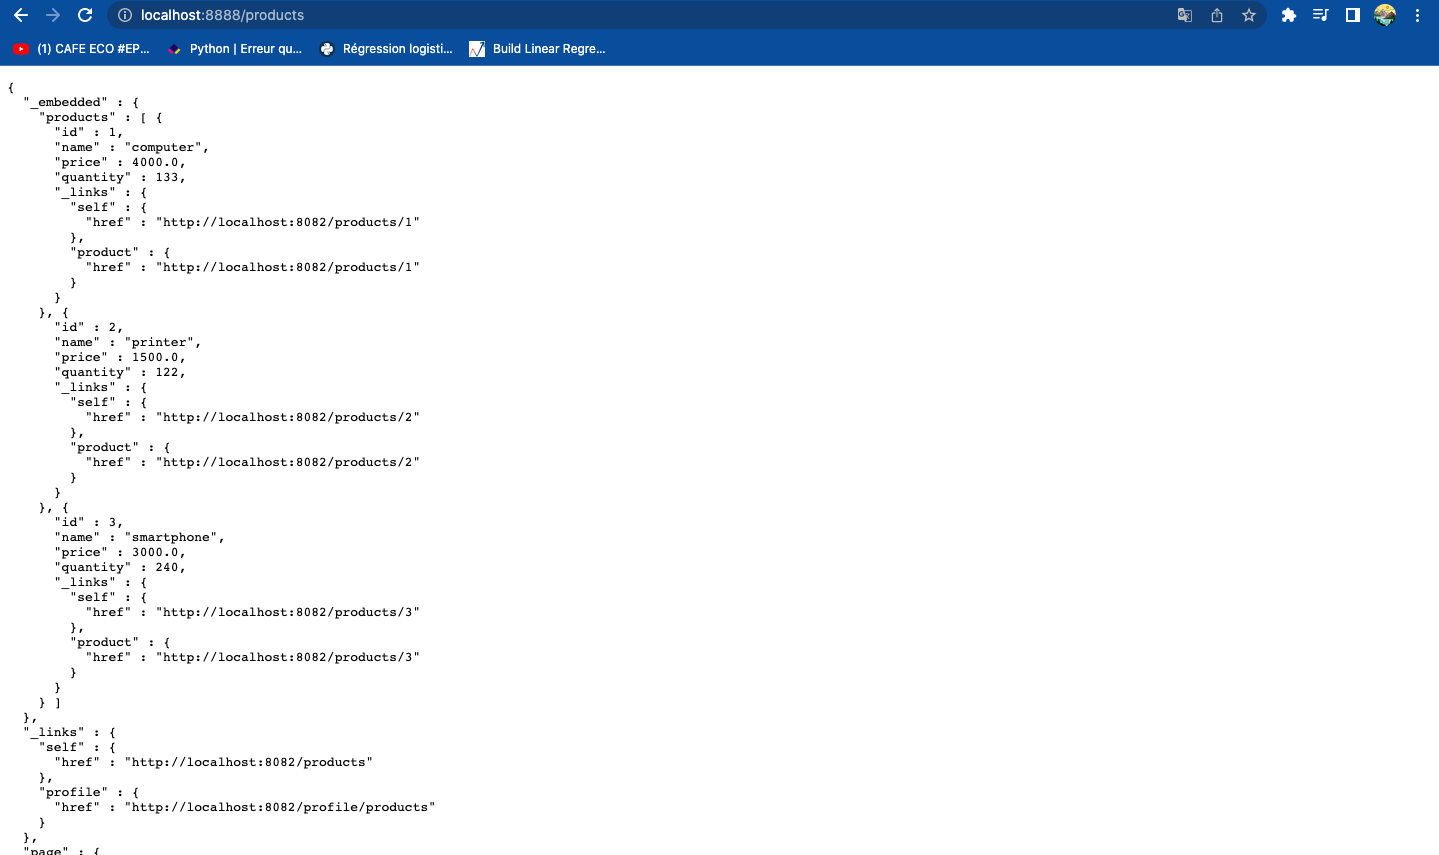 localhost:8888/products
(1) CAFE ECO #EP... Python | Erreur qu... Régression logisti... Build Linear Regre...
{
  "_embedded" : {
    "products" : [ {
      "id" : 1,
      "name" : "computer",
      "price" : 4000.0,
      "quantity" : 133,
      "_links" : {
        "self" : {
          "href" : "http://localhost:8082/products/1"
        },
        "product" : {
          "href" : "http://localhost:8082/products/1"
        }
      }
    }, {
      "id" : 2,
      "name" : "printer",
      "price" : 1500.0,
      "quantity" : 122,
      "_links" : {
        "self" : {
          "href" : "http://localhost:8082/products/2"
        },
        "product" : {
          "href" : "http://localhost:8082/products/2"
        }
      }
    }, {
      "id" : 3,
      "name" : "smartphone",
      "price" : 3000.0,
      "quantity" : 240,
      "_links" : {
        "self" : {
          "href" : "http://localhost:8082/products/3"
        },
        "product" : {
          "href" : "http://localhost:8082/products/3"
        }
      }
    } ]
  },
  "_links" : {
    "self" : {
      "href" : "http://localhost:8082/products"
    },
    "profile" : {
      "href" : "http://localhost:8082/profile/products"
    }
  },
  "page" : {